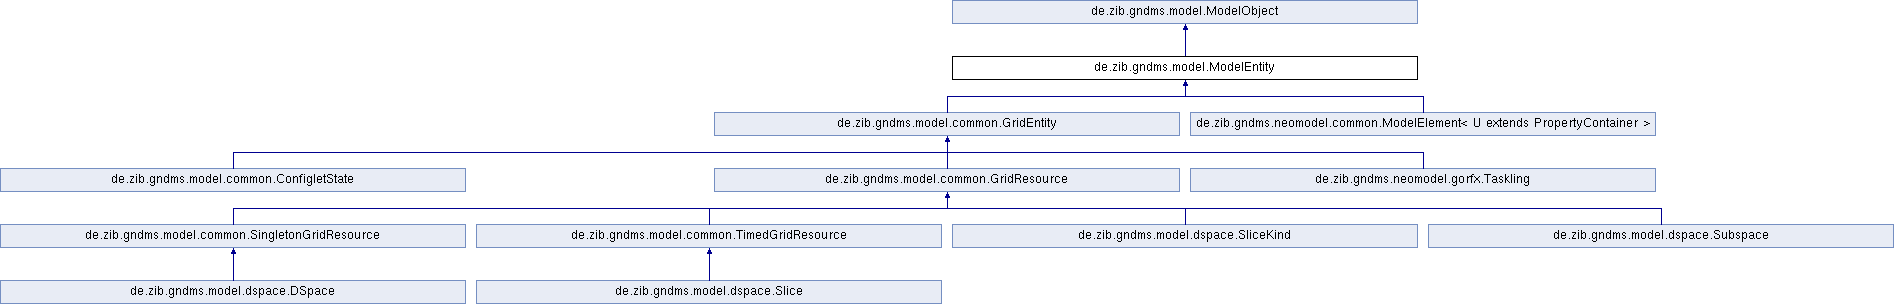 de.zib.gndms.model.ModelObject
de.zib.gndms.model.ModelEntity
de.zib.gndms.model.common.GridEntity
de.zib.gndms.neomodel.common.ModelElement< U extends PropertyContainer >
de.zib.gndms.model.common.ConfigletState
de.zib.gndms.model.common.GridResource
de.zib.gndms.neomodel.gorfx.Taskling
de.zib.gndms.model.common.SingletonGridResource
de.zib.gndms.model.common.TimedGridResource
de.zib.gndms.model.dspace.SliceKind
de.zib.gndms.model.dspace.Subspace
de.zib.gndms.model.dspace.DSpace
de.zib.gndms.model.dspace.Slice